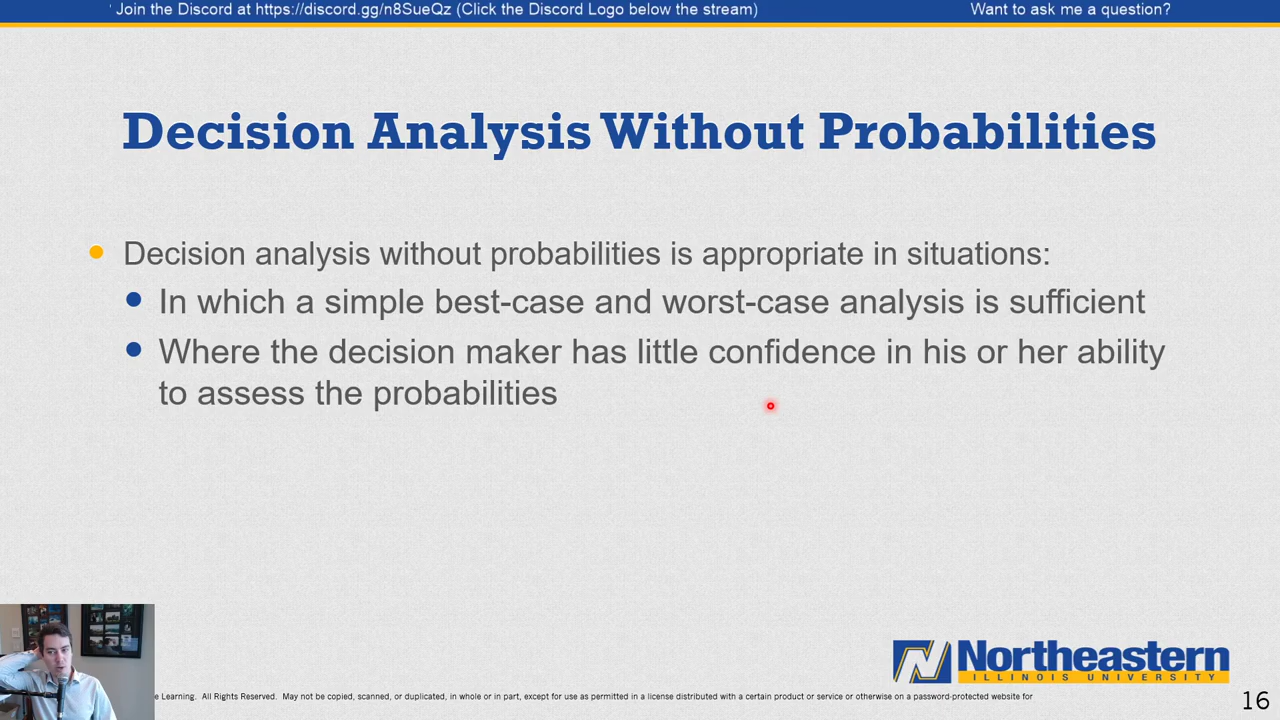 Join the Discord at https://discord.gg/n8SueQz (Click the Discord Logo below the stream)
Want to ask me a question?
Decision Analysis Without Probabilities
Decision analysis without probabilities is appropriate in situations:
In which a simple best-case and worst-case analysis is sufficient
Where the decision maker has little confidence in his or her ability
to assess the probabilities
Northeastern
ILLINOIS UNIVERSITY
e Learning. All Rights Reserved. May not be copied, scanned, or duplicated, in whole or in part, except for use as permitted in a license distributed with a certain product or service or otherwise on a password-protected website for
16